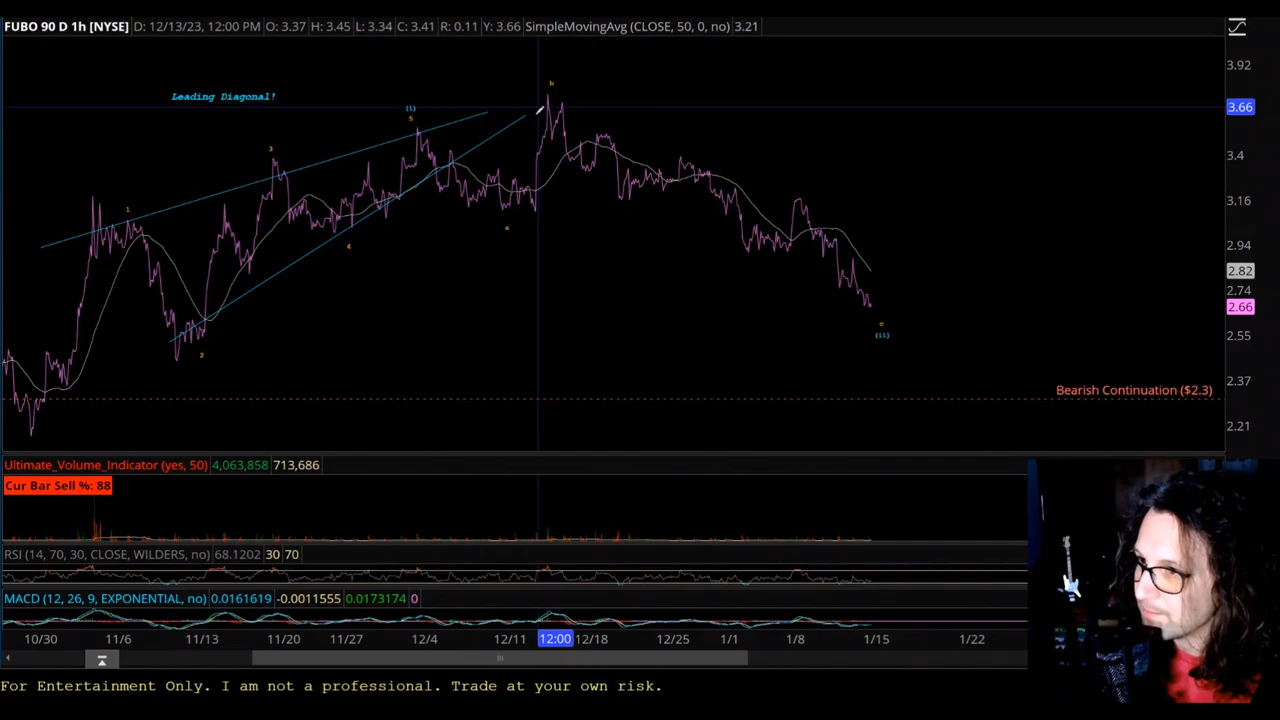 FUBO 90 D 1h [NYSE] D: 12/13/23, 12:00 PM O: 3.37 H: 3.45 L: 3.34 C: 3.41 R: 0.11 Y: 3.66 SimpleMovingAvg (CLOSE, 50, 0, no) 3.21
3.92
b
Leading Diagonal!
(i)
3.66
5
3
3.4
3.16
1
a
4
2.94
2.82
2.74
2.66
c
(ii)
2.55
2
2.37
Bearish Continuation ($2.3)
2.21
Ultimate_Volume_Indicator (yes, 50) 4,063,858 713,686
Cur Bar Sell %: 88
RSI (14, 70, 30, CLOSE, WILDERS, no) 68.1202 30 70
MACD (12, 26, 9, EXPONENTIAL, no) 0.0161619 -0.0011555 0.0173174 0
10/30 11/6 11/13 11/20 11/27 12/4 12/11 12:00 12/18 12/25 1/1 1/8 1/15 1/22
For Entertainment Only. I am not a professional. Trade at your own risk.